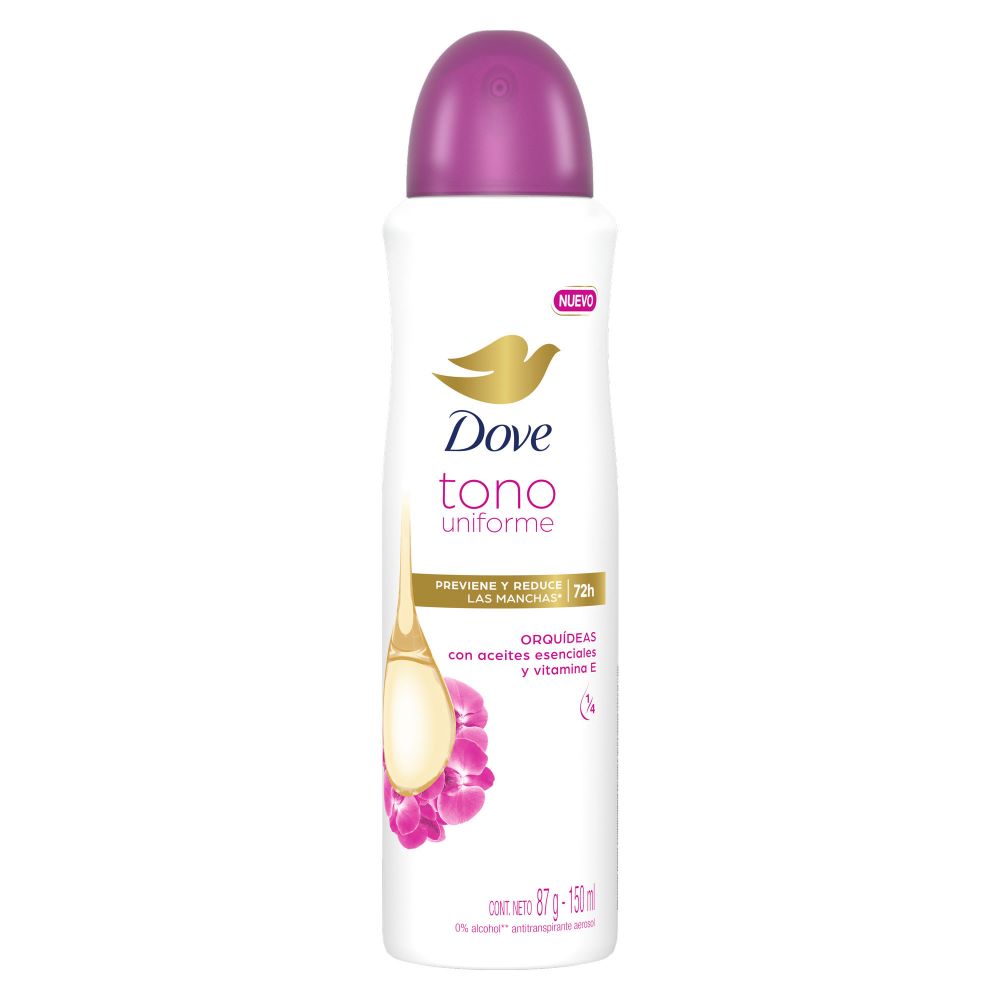 NUEVO
Dove
tono
uniforme
PREVIENE Y REDUCE
LAS MANCHAS* 72h
ORQUÍDEAS
con aceites esenciales
y vitamina E
1/4
CONT. NETO 87 g - 150 ml
0% alcohol** antitranspirante aerosol